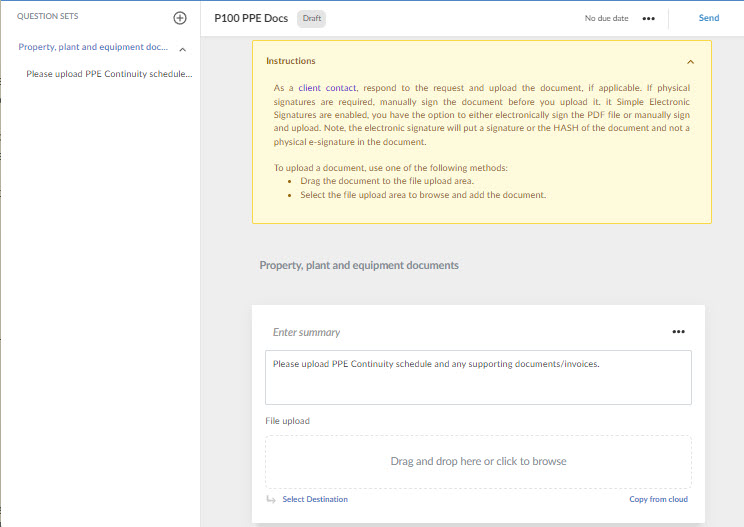 QUESTION SETS
Property, plant and equipment doc...
Please upload PPE Continuity schedule...
P100 PPE Docs Draft
No due date ••• Send
Instructions
As a client contact, respond to the request and upload the document, if applicable. If physical
signatures are required, manually sign the document before you upload it. it Simple Electronic
Signatures are enabled, you have the option to either electronically sign the PDF file or manually sign
and upload. Note, the electronic signature will put a signature or the HASH of the document and not a
physical e-signature in the document.
To upload a document, use one of the following methods:
• Drag the document to the file upload area.
• Select the file upload area to browse and add the document.
Property, plant and equipment documents
Enter summary •••
Please upload PPE Continuity schedule and any supporting documents/invoices.
File upload
Drag and drop here or click to browse
Select Destination
Copy from cloud